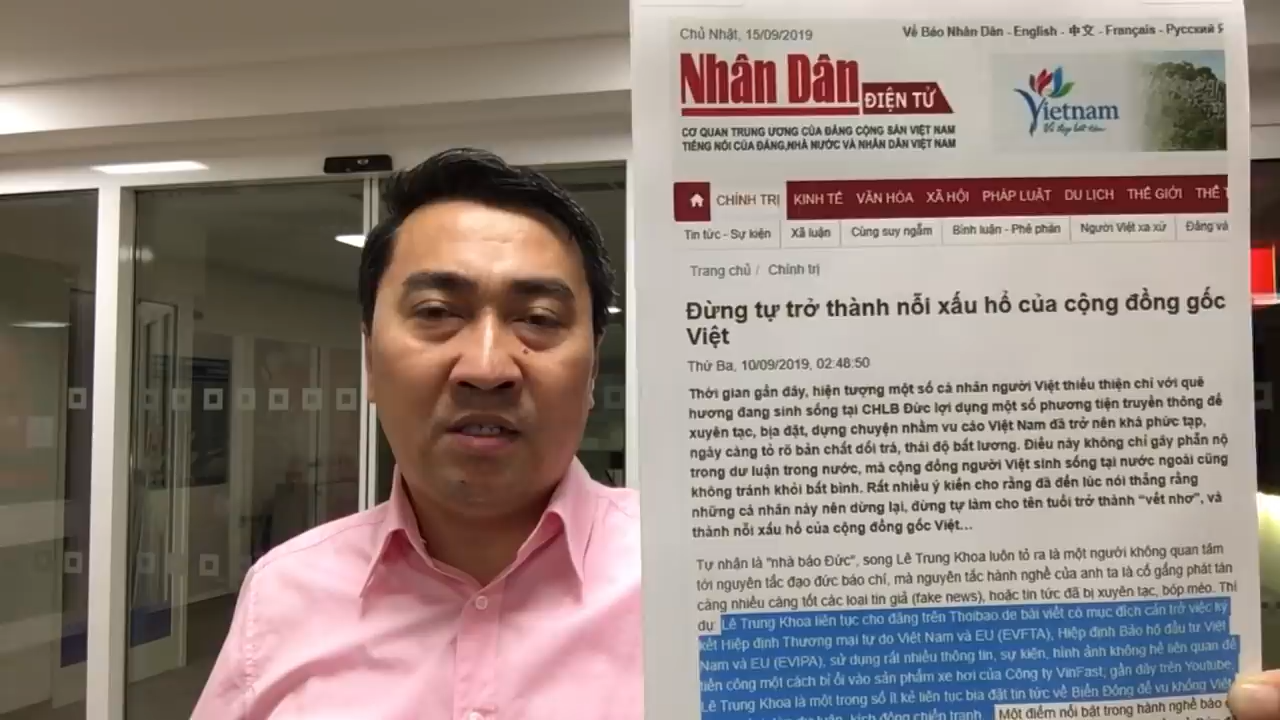 Chủ Nhật, 15/09/2019
Về Báo Nhân Dân - English - 中文 - Français - Русский
Nhân Dân
ĐIỆN TỬ
CƠ QUAN TRUNG ƯƠNG CỦA ĐẢNG CỘNG SẢN VIỆT NAM
TIẾNG NÓI CỦA ĐẢNG,NHÀ NƯỚC VÀ NHÂN DÂN VIỆT NAM
Vietnam
CHÍNH TRỊ KINH TẾ VĂN HÓA XÃ HỘI PHÁP LUẬT DU LỊCH THẾ GIỚI THỂ
Tin tức - Sự kiện Xã luận Cùng suy ngẫm Bình luận - Phê phán Người Việt xa xứ Đảng và
Trang chủ / Chính trị
Đừng tự trở thành nỗi xấu hổ của cộng đồng gốc
Việt
Thứ Ba, 10/09/2019, 02:48:50
Thời gian gần đây, hiện tượng một số cá nhân người Việt thiếu thiện chí với quê
hương đang sinh sống tại CHLB Đức lợi dụng một số phương tiện truyền thông để
xuyên tạc, bịa đặt, dựng chuyện nhằm vu cáo Việt Nam đã trở nên khá phức tạp,
ngày càng tỏ rõ bản chất dối trá, thái độ bất lương. Điều này không chỉ gây phẫn nộ
trong dư luận trong nước, mà cộng đồng người Việt sinh sống tại nước ngoài cũng
không tránh khỏi bất bình. Rất nhiều ý kiến cho rằng đã đến lúc nói thẳng rằng
những cá nhân này nên dừng lại, đừng tự làm cho tên tuổi trở thành “vết nhơ”, và
thành nỗi xấu hổ của cộng đồng gốc Việt...
Tự nhận là "nhà báo Đức", song Lê Trung Khoa luôn tỏ ra là một người không quan tâm
tới nguyên tắc đạo đức báo chí, mà nguyên tắc hành nghề của anh ta là cố gắng phát tán
càng nhiều càng tốt các loại tin giả (fake news), hoặc tin tức đã bị xuyên tạc, bóp méo. Thí
dụ: Lê Trung Khoa liên tục cho đăng trên Thoibao.de bài viết có mục đích cản trở việc ký
kết Hiệp định Thương mại tự do Việt Nam và EU (EVFTA), Hiệp định Bảo hộ đầu tư Việt
Nam và EU (EVIPA), sử dụng rất nhiều thông tin, sự kiện, hình ảnh không hề liên quan để
tiến công một cách bỉ ổi vào sản phẩm xe hơi của Công ty VinFast; gần đây trên Youtube,
Lê Trung Khoa là một trong số ít kẻ liên tục bịa đặt tin tức về Biển Đông để vu khống Việt
kích động chiến tranh. Một điểm nổi bật trong hành nghề báo